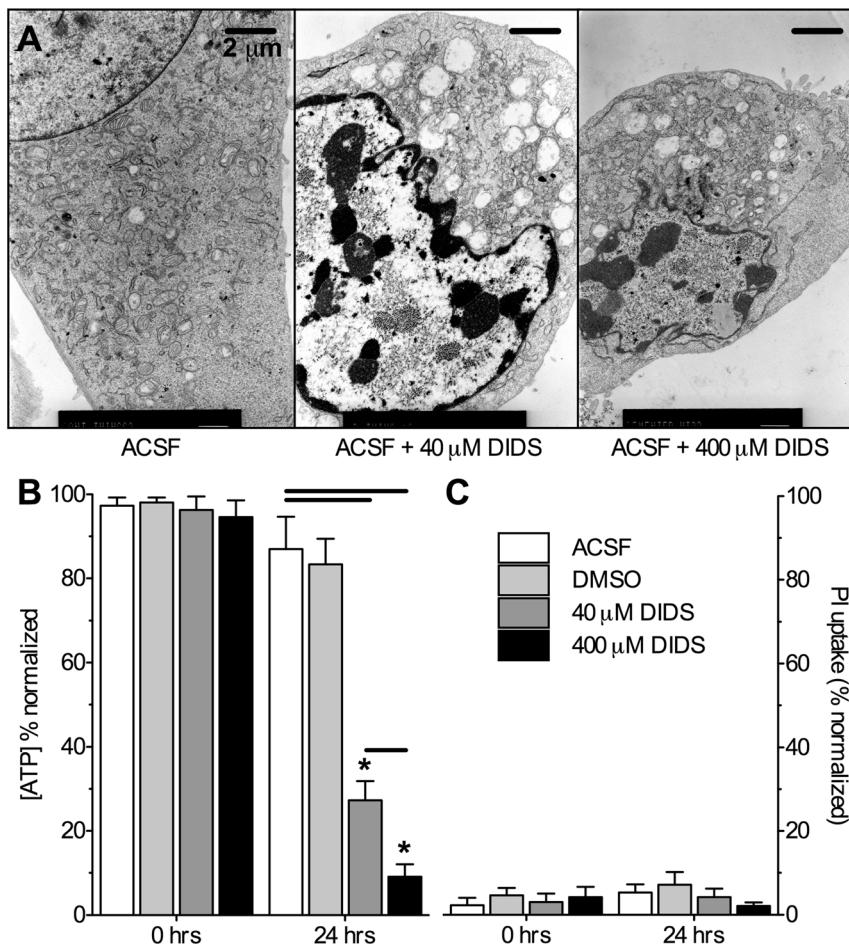 A
2 μm
ACSF
ACSF + 40 μM DIDS
ACSF + 400 μM DIDS
B
100
80
60
40
20
0
[ATP] % normalized
*
*
0 hrs
24 hrs
C
ACSF
DMSO
40 μM DIDS
400 μM DIDS
100
80
60
40
20
0
PI uptake (% normalized)
0 hrs
24 hrs